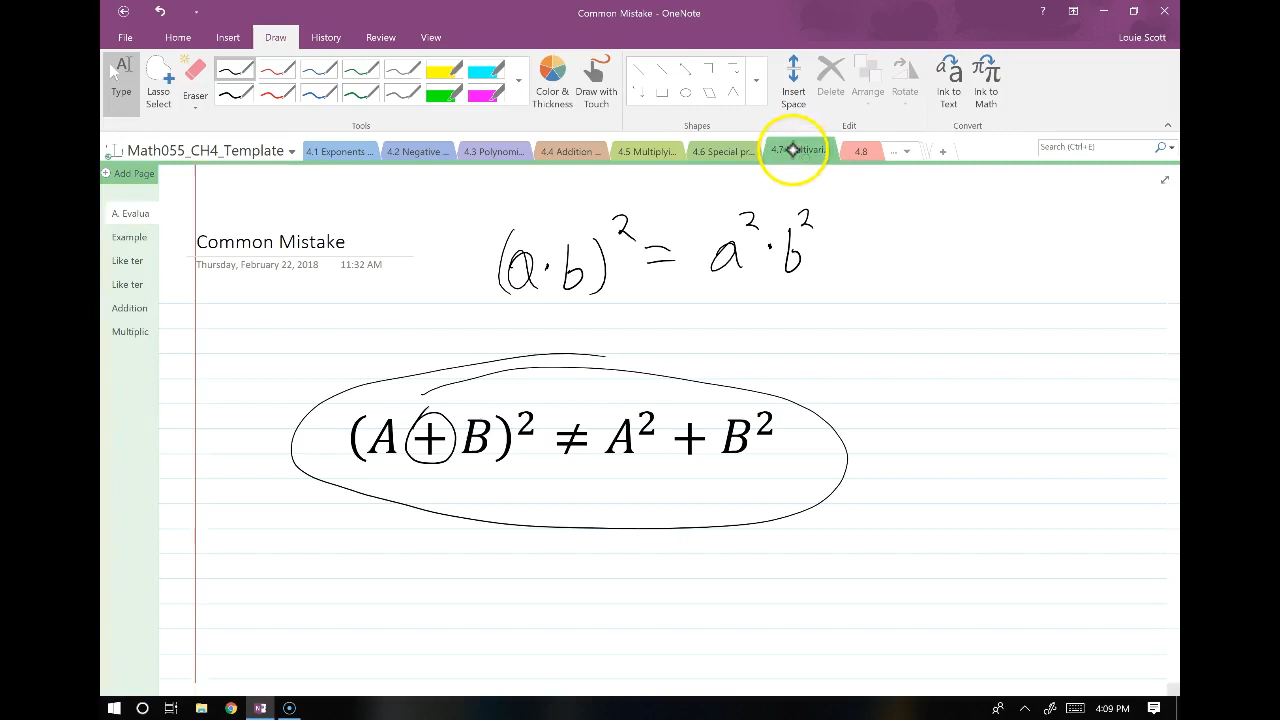 Common Mistake - OneNote
Louie Scott
File Home Insert Draw History Review View
Type
Lasso Select
Eraser
Color & Thickness
Draw with Touch
Insert Space
Delete
Arrange
Rotate
Ink to Text
Ink to Math
Tools Shapes Edit Convert
Math055_CH4_Template
4.1 Exponents ... 4.2 Negative ... 4.3 Polynomi... 4.4 Addition ... 4.5 Multiplyi... 4.6 Special pr... 4.8 ...
Search (Ctrl+E)
Add Page
A. Evalua
Example
Like ter
Like ter
Addition
Multiplic
(a·b)² = a²·b²
Common Mistake
Thursday, February 22, 2018 11:32 AM
(A + B)² ≠ A² + B²
4:09 PM